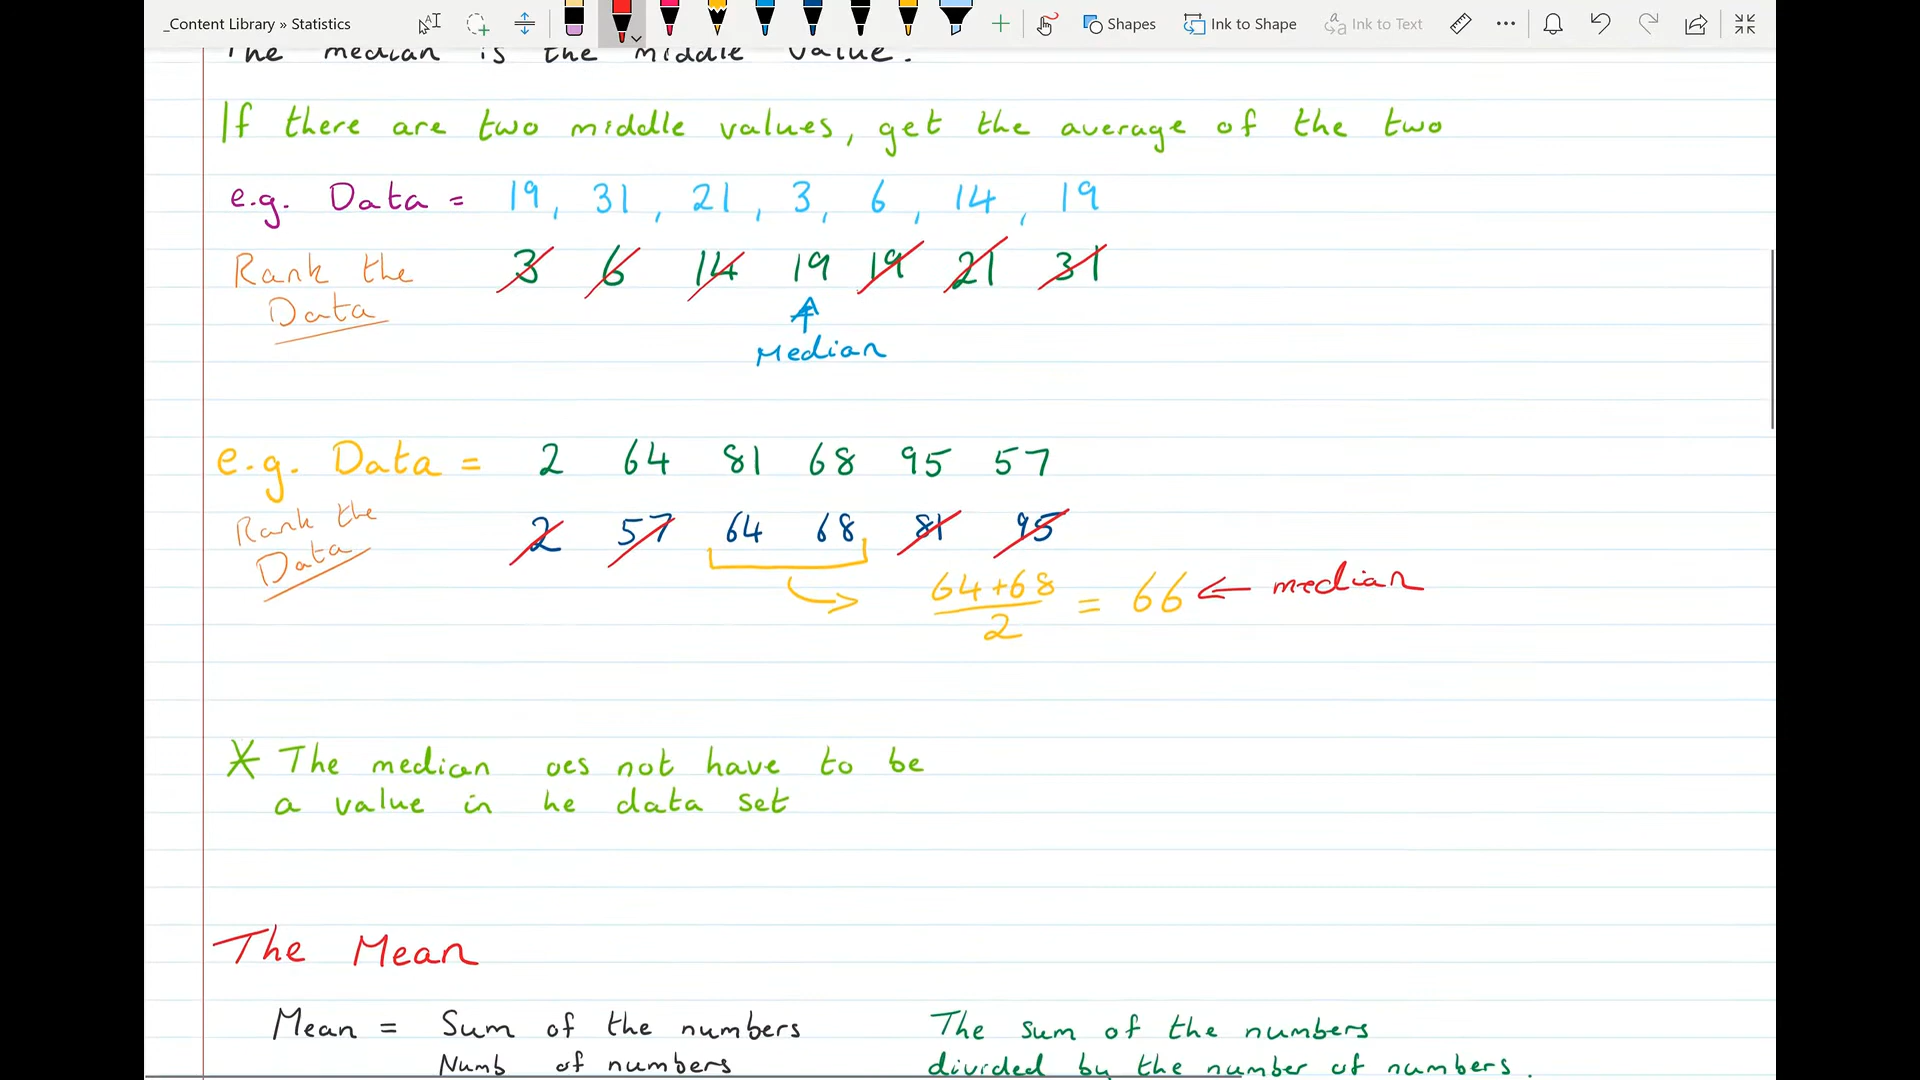 _Content Library » Statistics
Shapes
Ink to Shape
Ink to Text
The median is the middle value.
If there are two middle values, get the average of the two
e.g. Data = 19, 31, 21, 3, 6, 14, 19
Rank the 3 6 14 19 19 21 31
Data
Median
e.g. Data = 2 64 81 68 95 57
Rank the 2 57 64 68 81 95
Data
64+68
2
= 66 ← median
* The median oes not have to be
a value in he data set
The Mean
Mean = Sum of the numbers
Numb of numbers
The sum of the numbers
divided by the number of numbers.